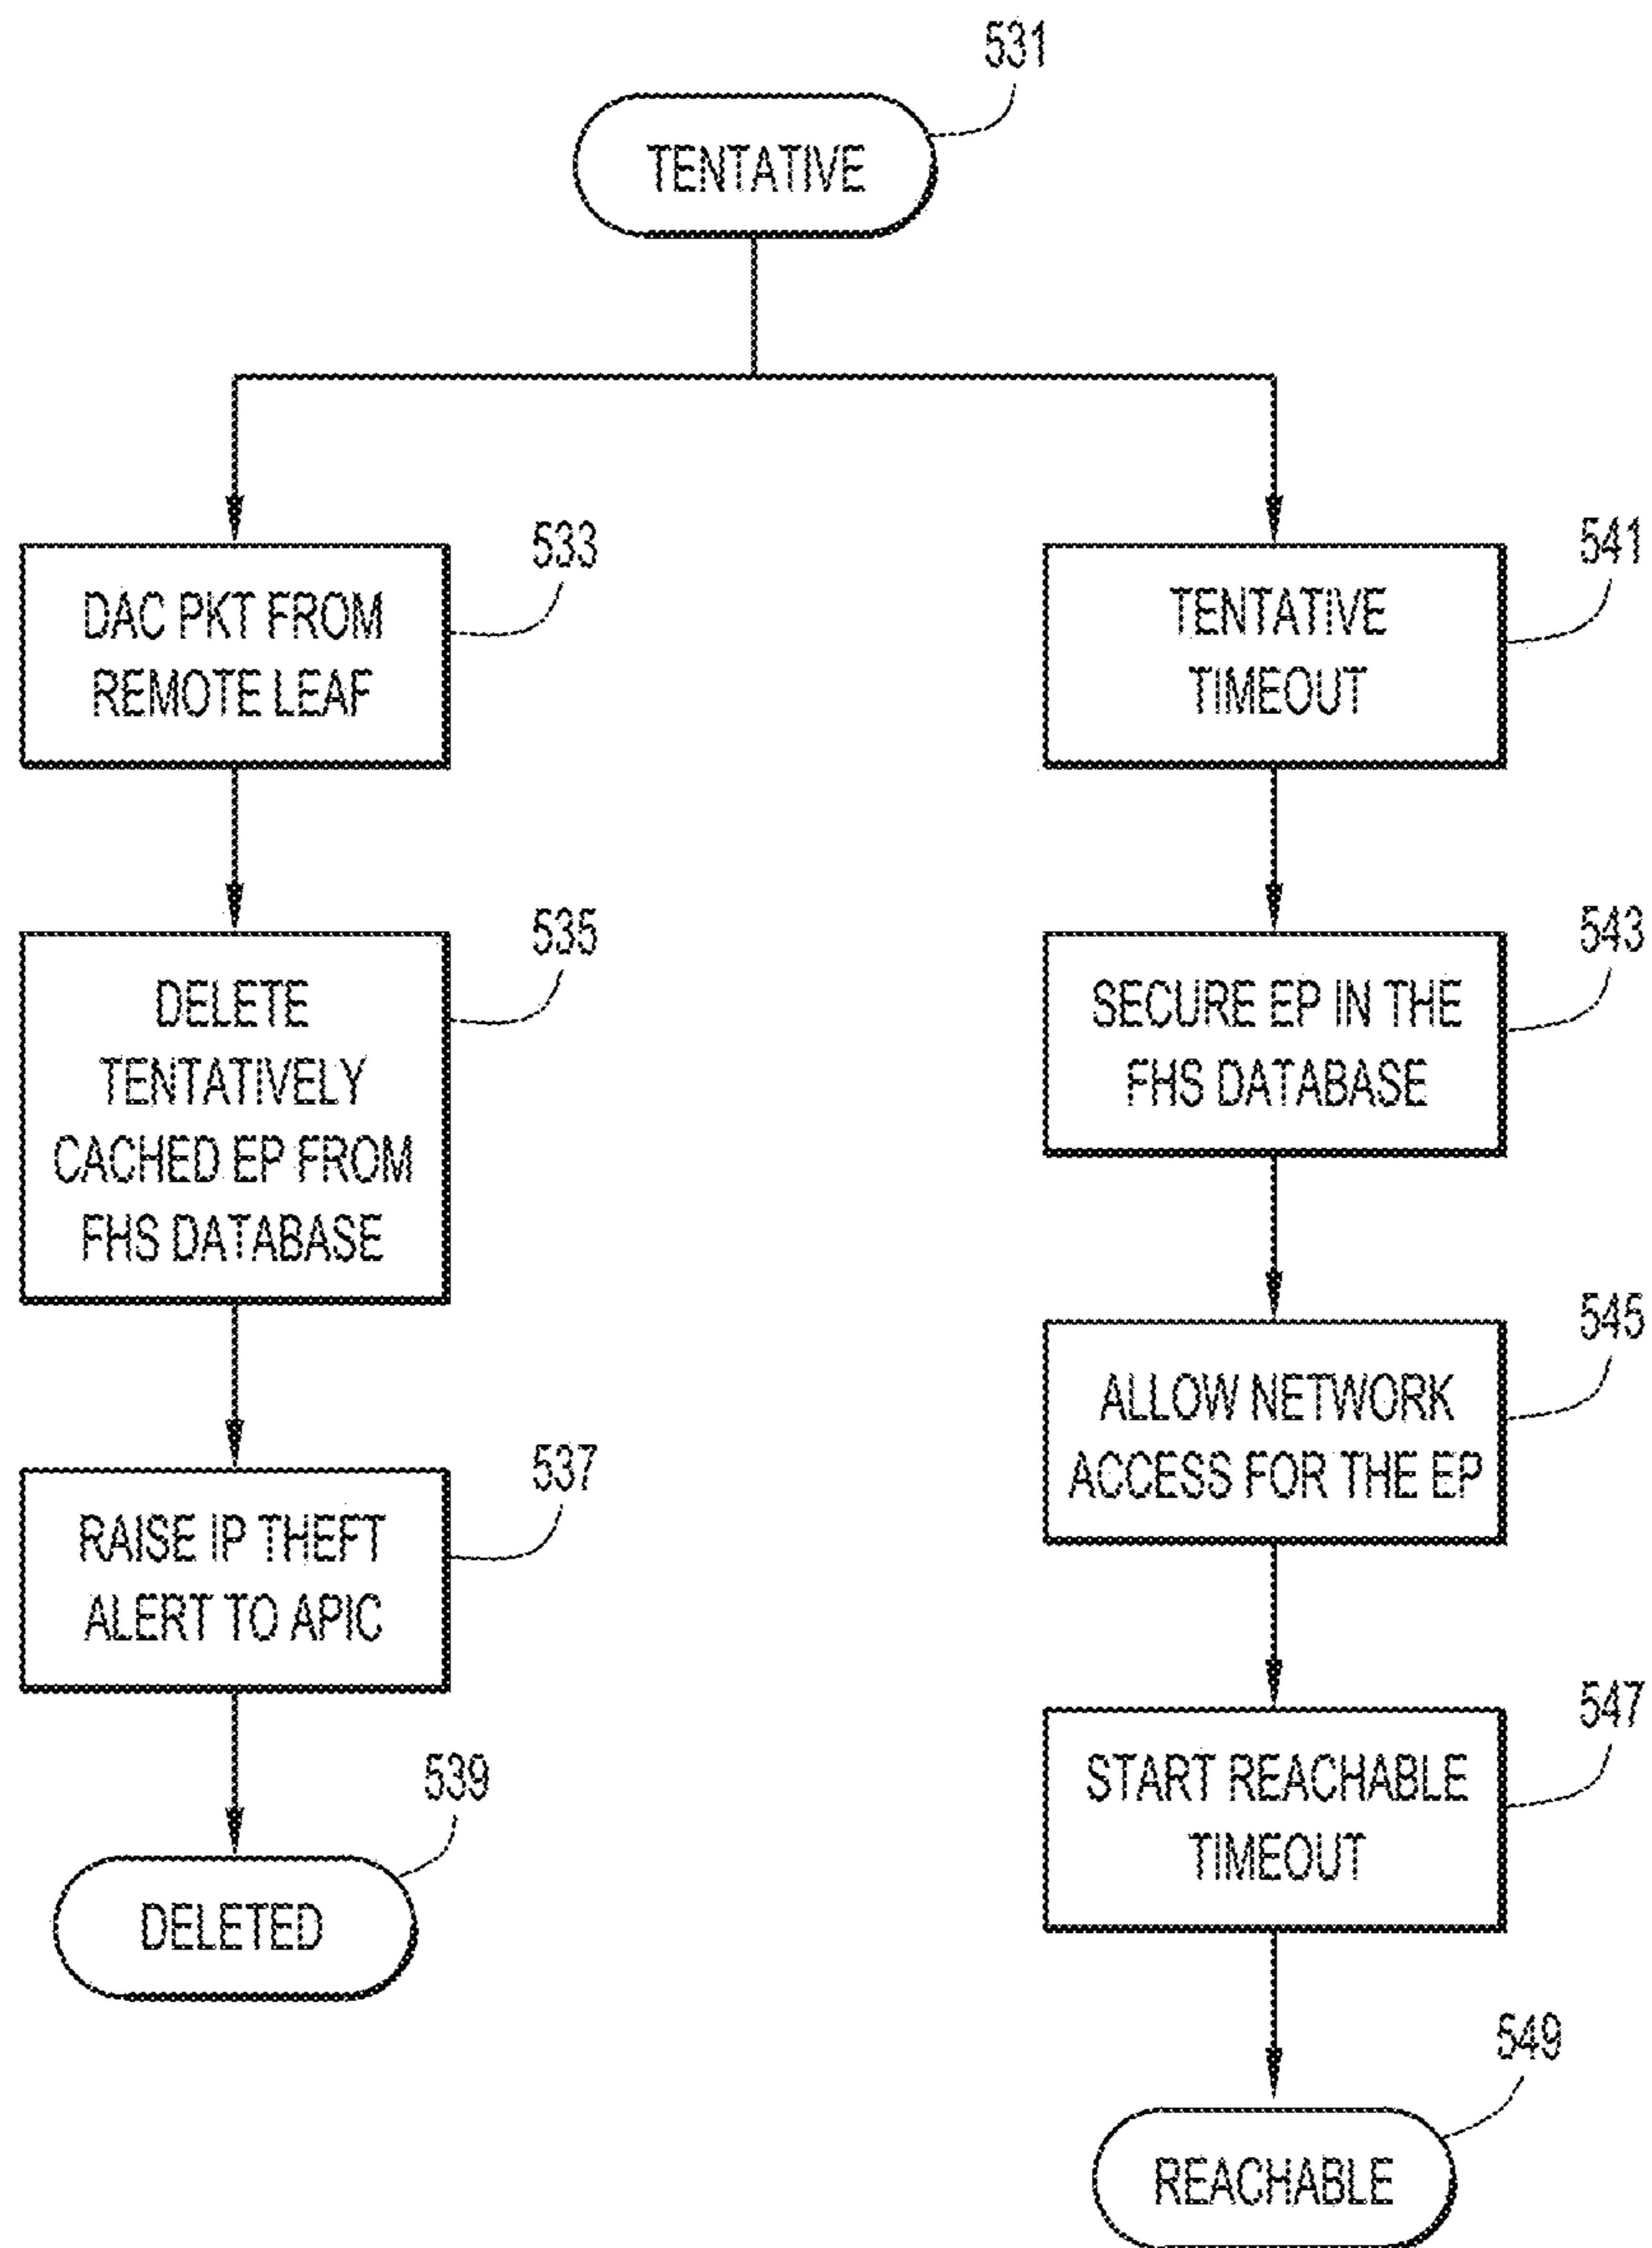 531
TENTATIVE
533
DAC PKT FROM
REMOTE LEAF
535
DELETE
TENTATIVELY
CACHED EP FROM
FHS DATABASE
537
RAISE IP THEFT
ALERT TO APIC
539
DELETED
541
TENTATIVE
TIMEOUT
543
SECURE EP IN THE
FHS DATABASE
545
ALLOW NETWORK
ACCESS FOR THE EP
547
START REACHABLE
TIMEOUT
549
REACHABLE